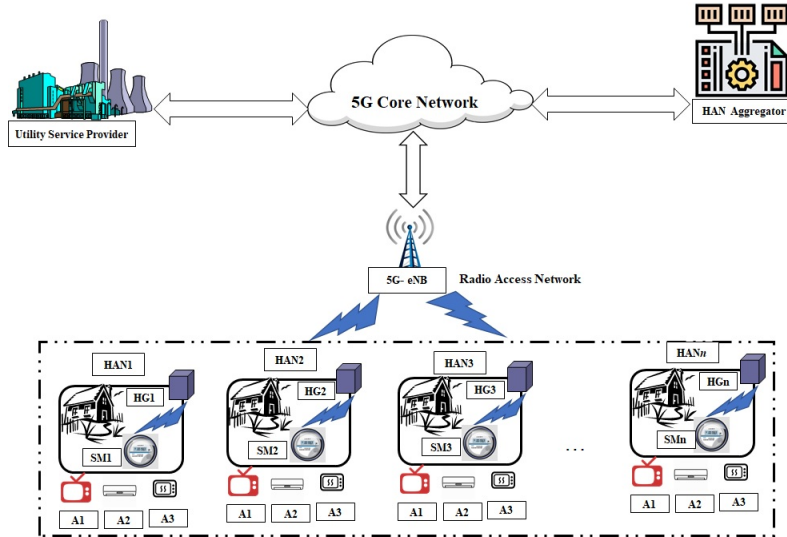 5G Core Network
Utility Service Provider
HAN Aggregator
5G- eNB
Radio Access Network
HAN1
HAN2
HAN3
HANn
HG1
HG2
HG3
HGn
SM1
SM2
SM3
SMn
...
A1 A2 A3
A1 A2 A3
A1 A2 A3
A1 A2 A3